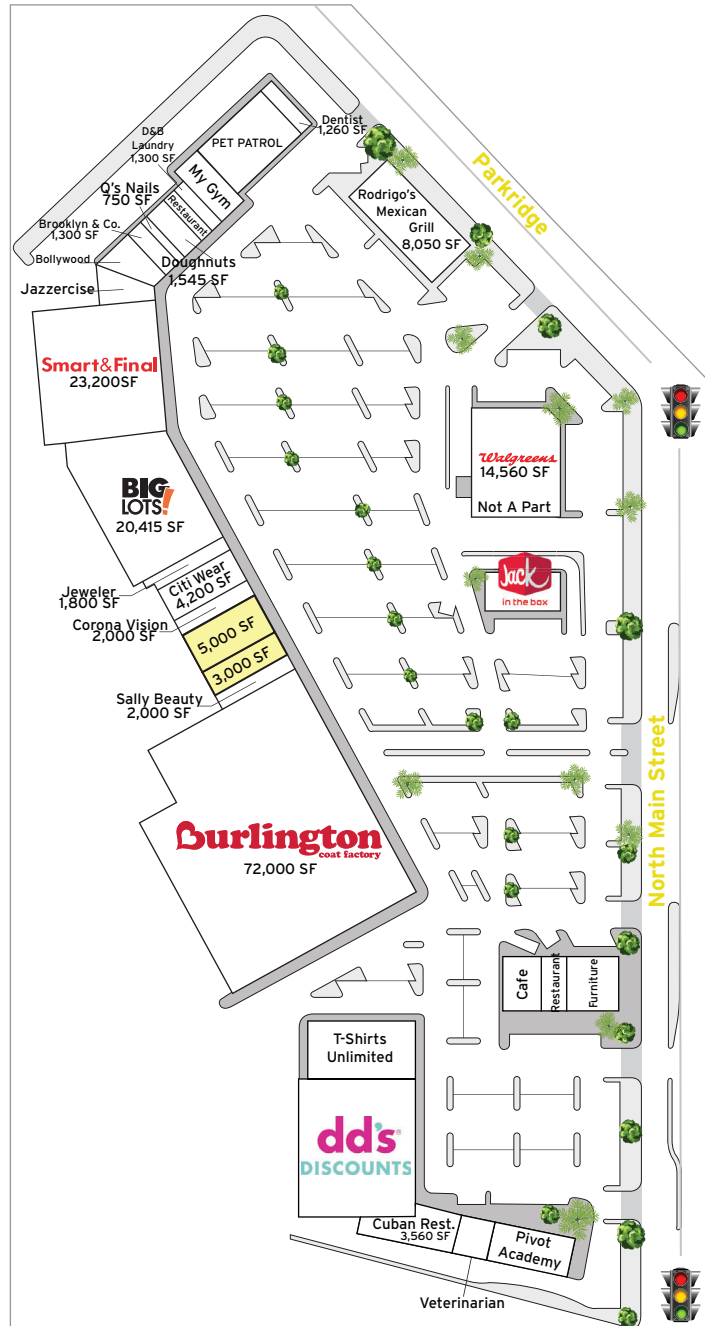 Dentist
1,260 SF
D&B
Laundry
1,300 SF
PET PATROL
My Gym
Q's Nails
750 SF
Restaurant
Brooklyn & Co.
1,300 SF
Bollywood
Doughnuts
1,545 SF
Jazzercise
Rodrigo's
Mexican
Grill
8,050 SF
Parkridge
Smart&Final
23,200SF
Walgreens
14,560 SF
Not A Part
BIG
LOTS!
20,415 SF
Jack
in the box
Jeweler
1,800 SF
Citi Wear
4,200 SF
Corona Vision
2,000 SF
5,000 SF
3,000 SF
Sally Beauty
2,000 SF
North Main Street
Burlington
coat factory
72,000 SF
Cafe
Restaurant
Furniture
T-Shirts
Unlimited
dd's
DISCOUNTS
Cuban Rest.
3,560 SF
Pivot
Academy
Veterinarian